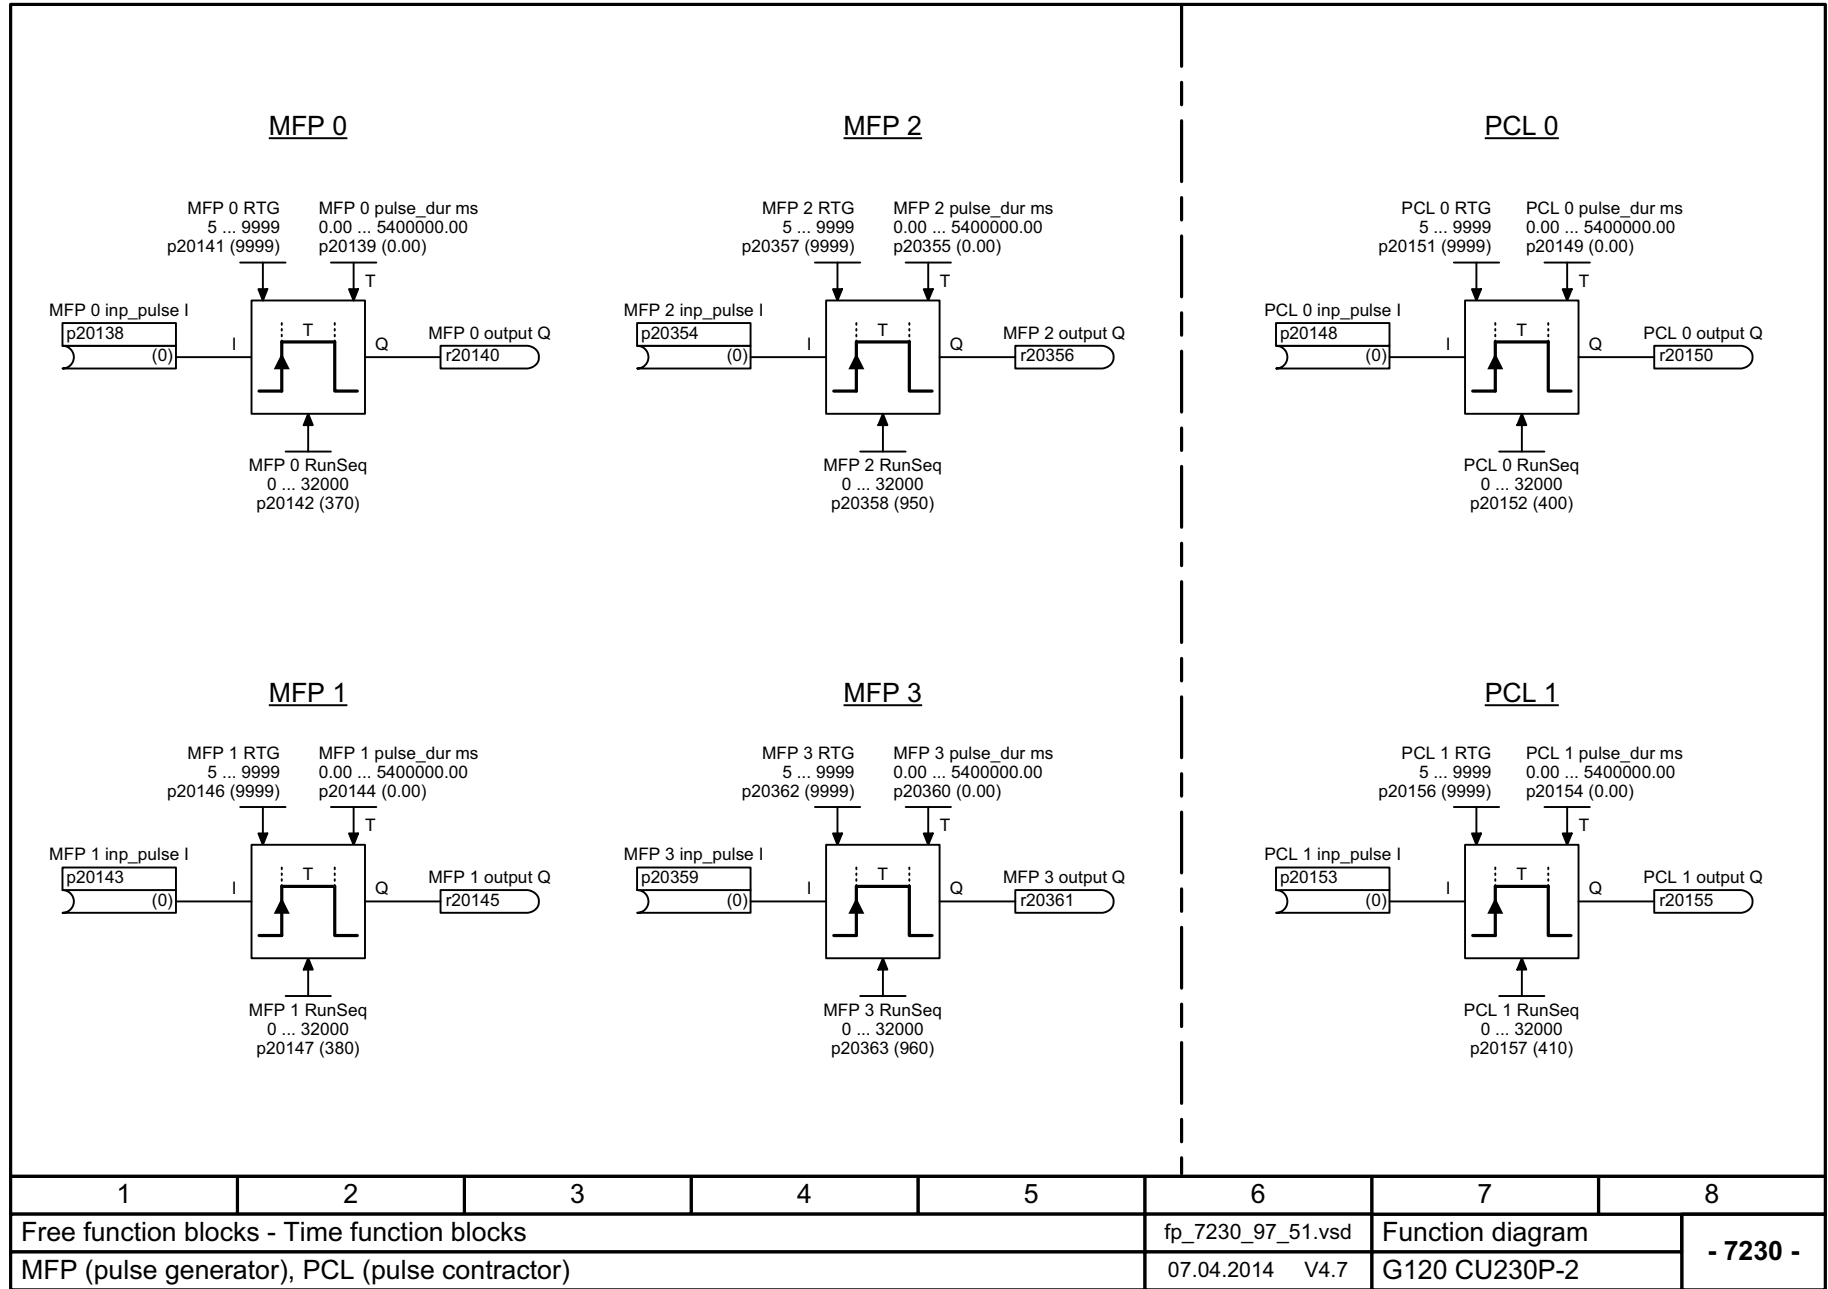 MFP 0
MFP 0 RTG
5 ... 9999
p20141 (9999)
MFP 0 pulse_dur ms
0.00 ... 5400000.00
p20139 (0.00)
T
MFP 0 inp_pulse I
p20138
(0)
I
T
Q
MFP 0 output Q
r20140
MFP 0 RunSeq
0 ... 32000
p20142 (370)
MFP 2
MFP 2 RTG
5 ... 9999
p20357 (9999)
MFP 2 pulse_dur ms
0.00 ... 5400000.00
p20355 (0.00)
T
MFP 2 inp_pulse I
p20354
(0)
I
T
Q
MFP 2 output Q
r20356
MFP 2 RunSeq
0 ... 32000
p20358 (950)
PCL 0
PCL 0 RTG
5 ... 9999
p20151 (9999)
PCL 0 pulse_dur ms
0.00 ... 5400000.00
p20149 (0.00)
T
PCL 0 inp_pulse I
p20148
(0)
I
T
Q
PCL 0 output Q
r20150
PCL 0 RunSeq
0 ... 32000
p20152 (400)
MFP 1
MFP 1 RTG
5 ... 9999
p20146 (9999)
MFP 1 pulse_dur ms
0.00 ... 5400000.00
p20144 (0.00)
T
MFP 1 inp_pulse I
p20143
(0)
I
T
Q
MFP 1 output Q
r20145
MFP 1 RunSeq
0 ... 32000
p20147 (380)
MFP 3
MFP 3 RTG
5 ... 9999
p20362 (9999)
MFP 3 pulse_dur ms
0.00 ... 5400000.00
p20360 (0.00)
T
MFP 3 inp_pulse I
p20359
(0)
I
T
Q
MFP 3 output Q
r20361
MFP 3 RunSeq
0 ... 32000
p20363 (960)
PCL 1
PCL 1 RTG
5 ... 9999
p20156 (9999)
PCL 1 pulse_dur ms
0.00 ... 5400000.00
p20154 (0.00)
T
PCL 1 inp_pulse I
p20153
(0)
I
T
Q
PCL 1 output Q
r20155
PCL 1 RunSeq
0 ... 32000
p20157 (410)
1 2 3 4 5 6 7 8
Free function blocks - Time function blocks
fp_7230_97_51.vsd
Function diagram
- 7230 -
MFP (pulse generator), PCL (pulse contractor)
07.04.2014 V4.7
G120 CU230P-2